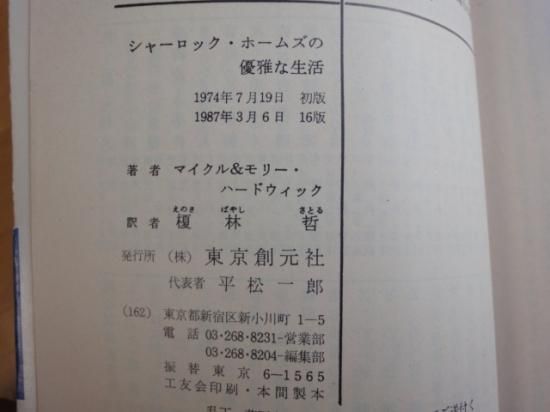 シャーロック・ホームズの
優雅な生活
1974年7月19日 初版
1987年3月6日 16版
著者 マイクル&モリー・
ハードウィック
えのき ばやし さとる
訳者 榎林 哲
発行所 (株) 東京創元社
代表者 平松一郎
(162) 東京都新宿区新小川町 1―5
電話 03・268・8231―営業部
03・268・8204―編集部
振替 東京 6―1565
工友会印刷・本間製本